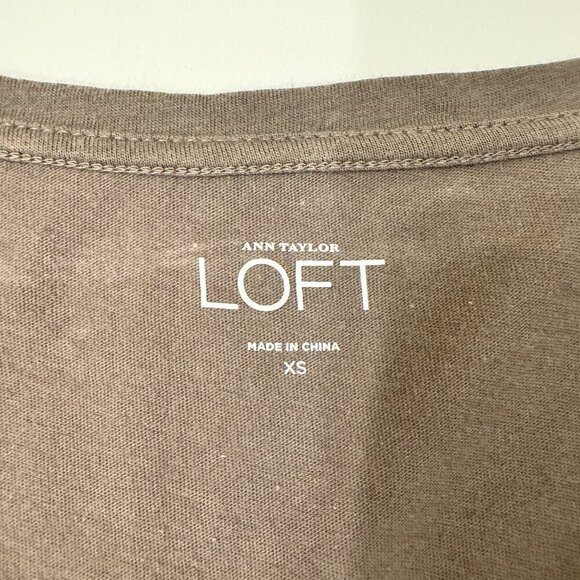 ANN TAYLOR
LOFT
MADE IN CHINA
XS